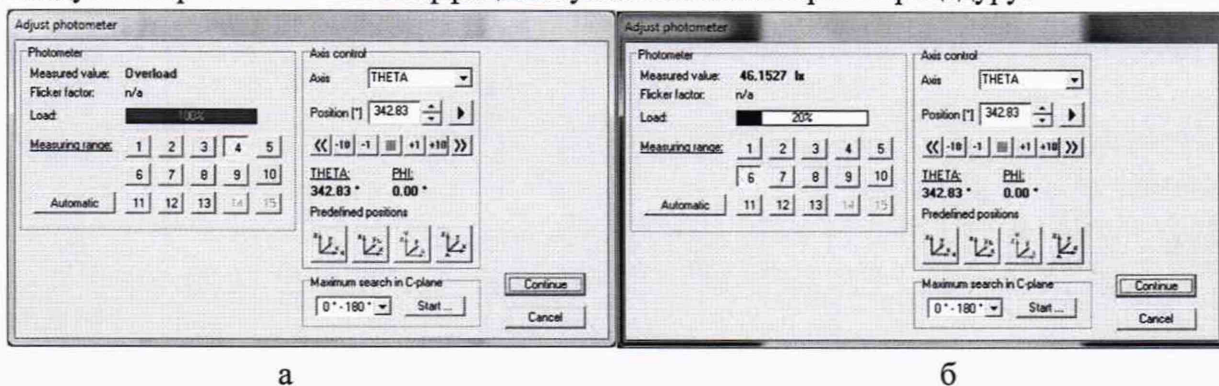 Adjust photometer
Photometer
Measured value: Overload
Flicker factor: n/a
Load: 100%
Measuring range: 1 2 3 4 5
6 7 8 9 10
Automatic 11 12 13 14 15
Axis control
Axis THETA
Position [°] 342.83
<< -10 -1 +1 +10 >>
THETA: PHI:
342.83 ° 0.00 °
Predefined positions
Maximum search in C-plane
0 ° - 180 ° Start ...
Continue
Cancel
а
Adjust photometer
Photometer
Measured value: 46.1527 lx
Flicker factor: n/a
Load: 20%
Measuring range: 1 2 3 4 5
6 7 8 9 10
Automatic 11 12 13 14 15
Axis control
Axis THETA
Position [°] 342.83
<< -10 -1 +1 +10 >>
THETA: PHI:
342.83 ° 0.00 °
Predefined positions
Maximum search in C-plane
0 ° - 180 ° Start ...
Continue
Cancel
б